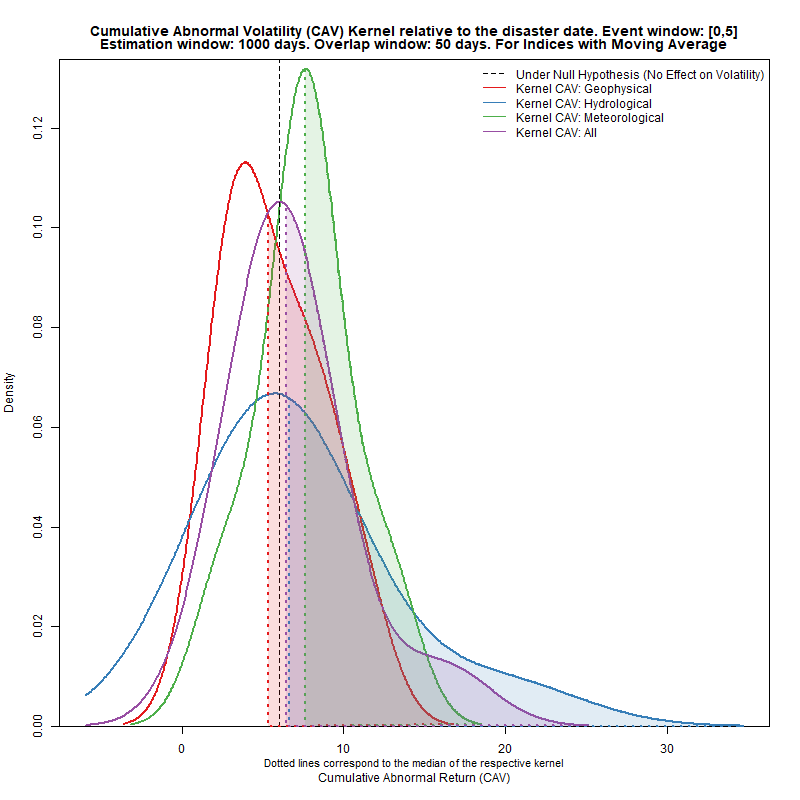 Cumulative Abnormal Volatility (CAV) Kernel relative to the disaster date. Event window: [0,5]
Estimation window: 1000 days. Overlap window: 50 days. For Indices with Moving Average
Under Null Hypothesis (No Effect on Volatility)
Kernel CAV: Geophysical
Kernel CAV: Hydrological
Kernel CAV: Meteorological
Kernel CAV: All
Density
0.12
0.10
0.08
0.06
0.04
0.02
0.00
0 10 20 30
Dotted lines correspond to the median of the respective kernel
Cumulative Abnormal Return (CAV)